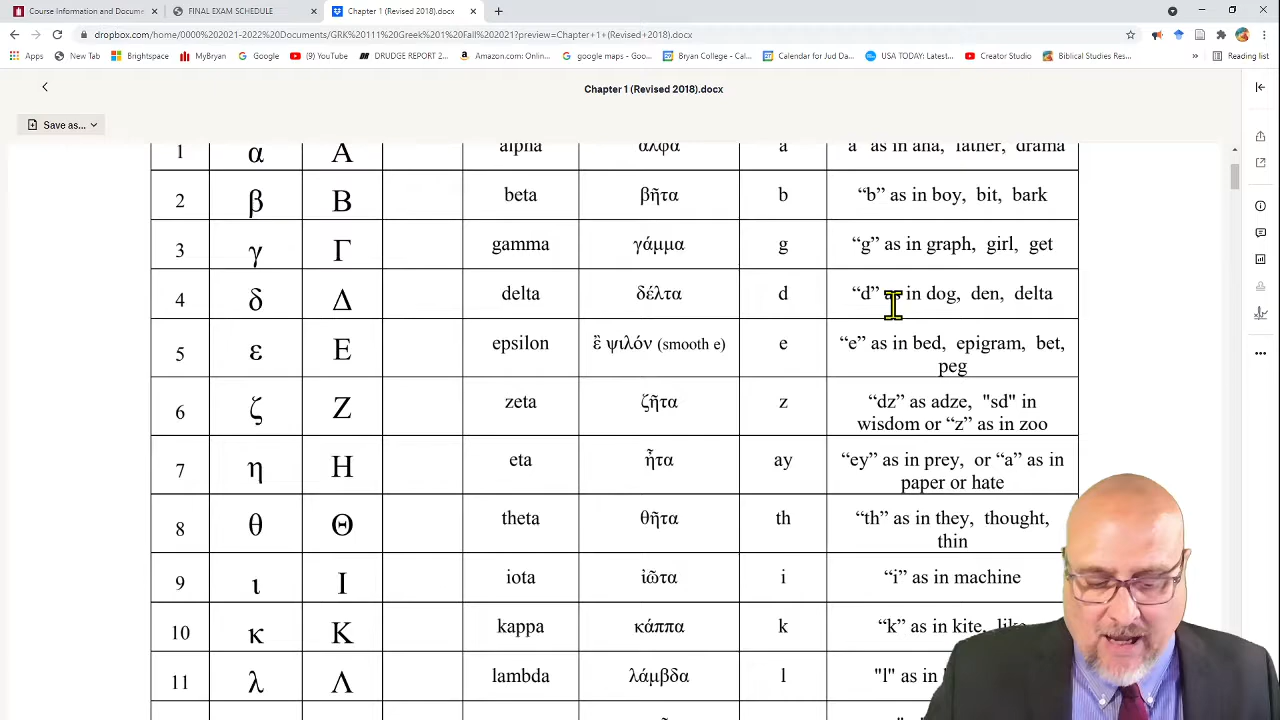 Course Information and Docume
FINAL EXAM SCHEDULE
Chapter 1 (Revised 2018).docx
dropbox.com/home/0000%202021-2022%20Documents/GRK%20111%20Greek%201%20Fall%202021?preview=Chapter+1+(Revised+2018).docx
Apps
New Tab
Brightspace
MyBryan
Google
(9) YouTube
DRUDGE REPORT 2...
Amazon.com: Onlin...
google maps - Goo...
Bryan College - Cal...
Calendar for Jud Da...
USA TODAY: Latest...
Creator Studio
Biblical Studies Res...
»
Reading list
Chapter 1 (Revised 2018).docx
Save as...
1 α Α alpha αλφα a a" as in aha, father, drama
2 β Β beta βῆτα b “b” as in boy, bit, bark
3 γ Γ gamma γάμμα g “g” as in graph, girl, get
4 δ Δ delta δέλτα d “d” as in dog, den, delta
5 ε Ε epsilon ἒ ψιλόν (smooth e) e “e” as in bed, epigram, bet,
peg
6 ζ Ζ zeta ζῆτα z “dz” as adze, "sd" in
wisdom or “z” as in zoo
7 η Η eta ἦτα ay “ey” as in prey, or “a” as in
paper or hate
8 θ Θ theta θῆτα th “th” as in they, thought,
thin
9 ι Ι iota ἰῶτα i “i” as in machine
10 κ Κ kappa κάππα k “k” as in kite,
11 λ Λ lambda λάμβδα l "l" as in